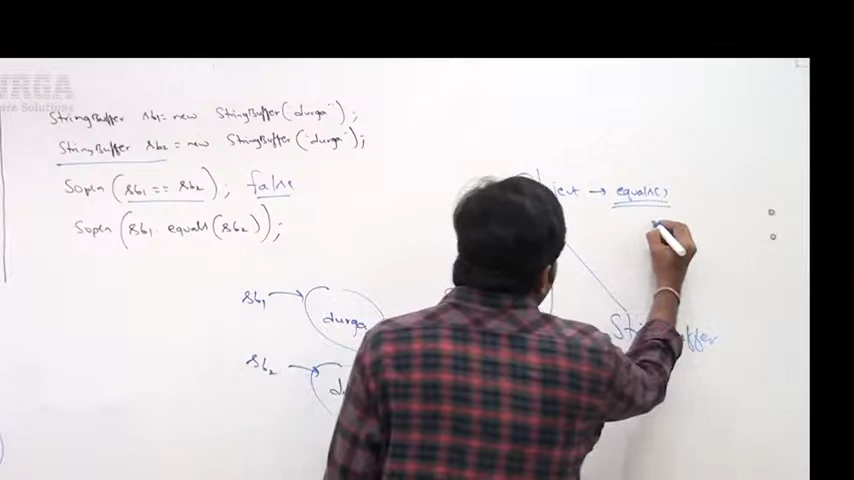 StringBuffer sb1 = new StringBuffer("durga");
StringBuffer sb2 = new StringBuffer("durga");
Sopln (sb1 == sb2); false
Sopln (sb1. equals(sb2));
→ equals()
sb1 → durga
sb2 →